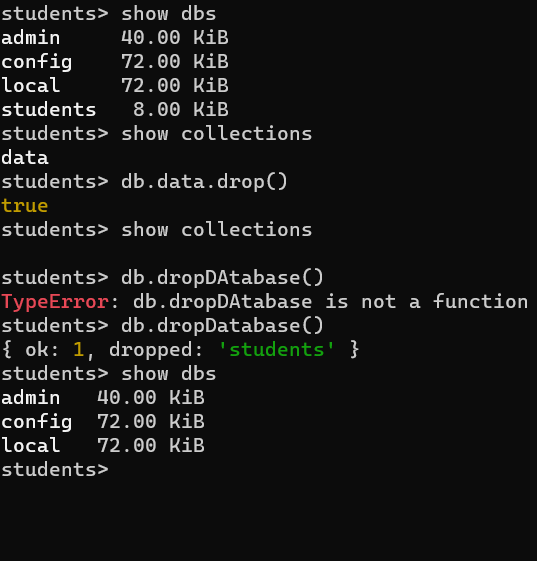 students> show dbs
admin     40.00 KiB
config    72.00 KiB
local     72.00 KiB
students   8.00 KiB
students> show collections
data
students> db.data.drop()
true
students> show collections

students> db.dropDAtabase()
TypeError: db.dropDAtabase is not a function
students> db.dropDatabase()
{ ok: 1, dropped: 'students' }
students> show dbs
admin   40.00 KiB
config  72.00 KiB
local   72.00 KiB
students>